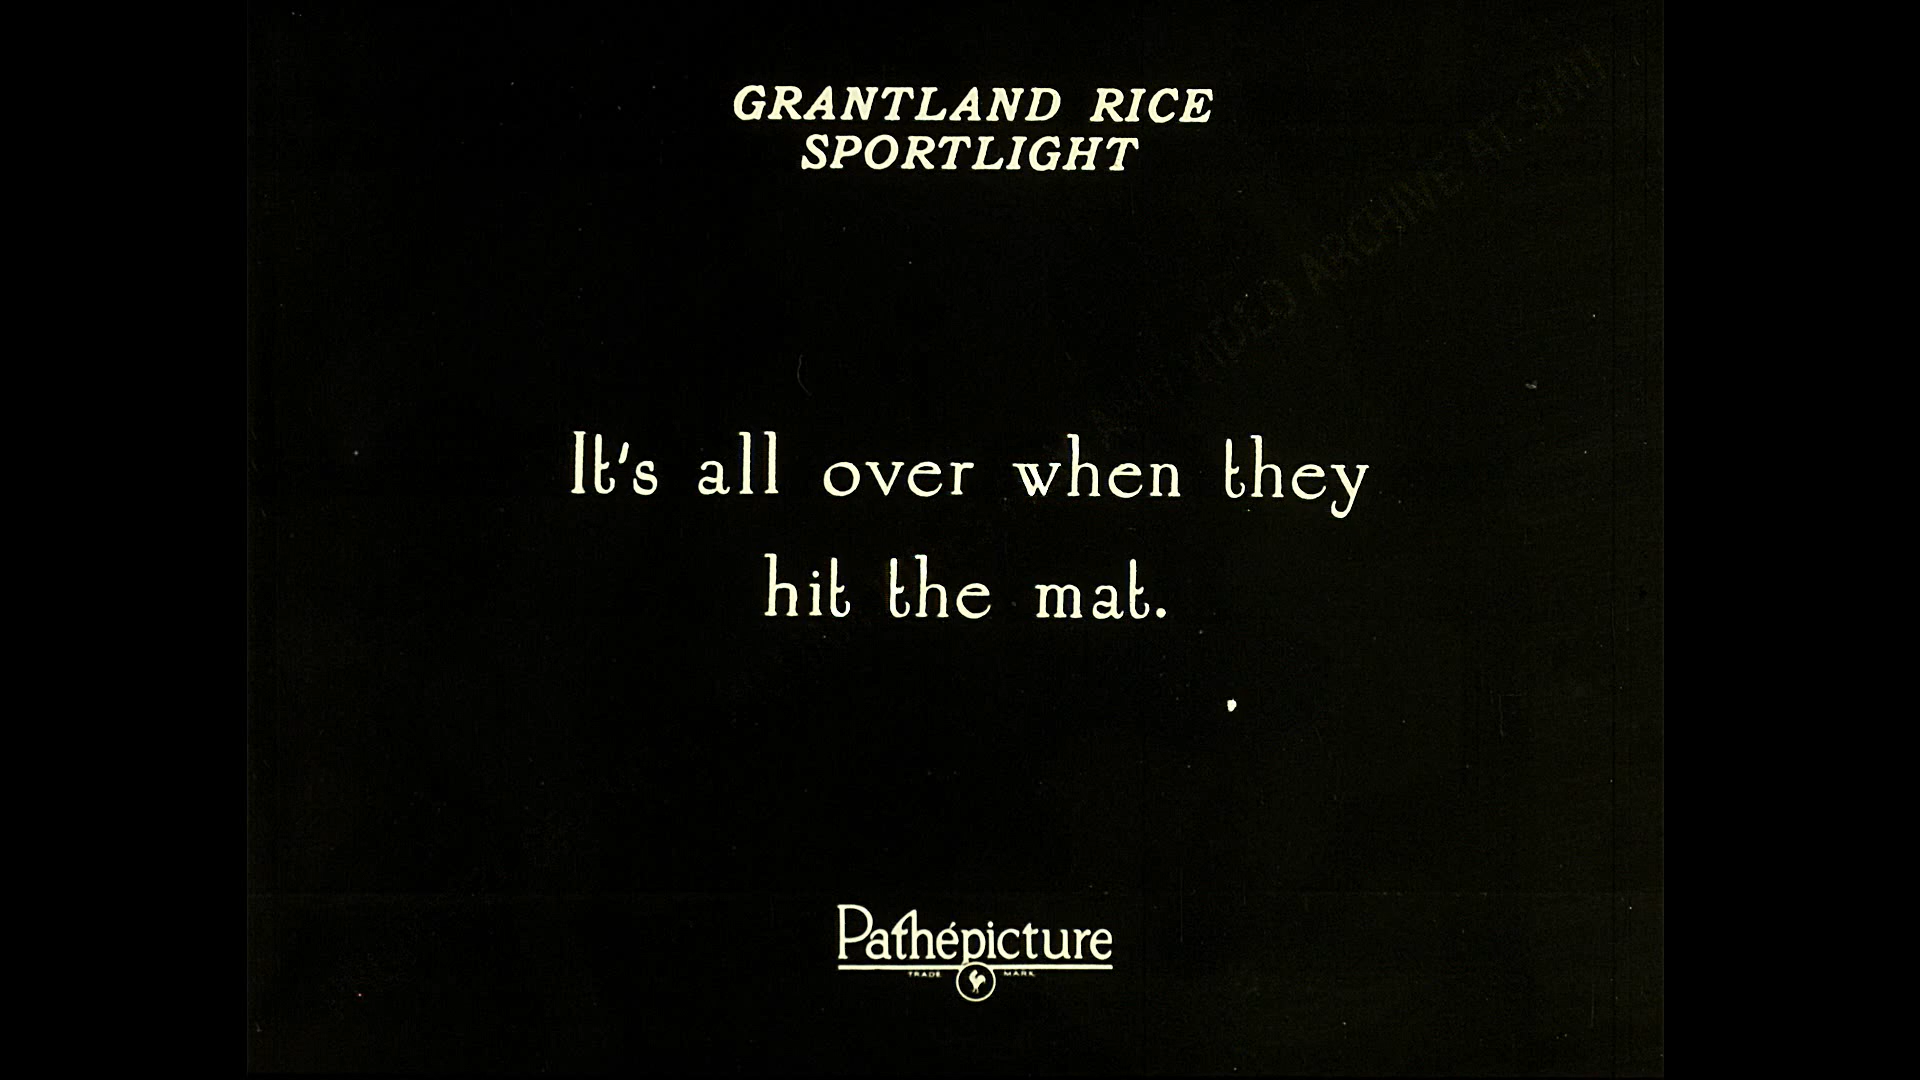 GRANTLAND RICE
SPORTLIGHT
It's all over when they
hit the mat.
Pathépicture
TRADE MARK